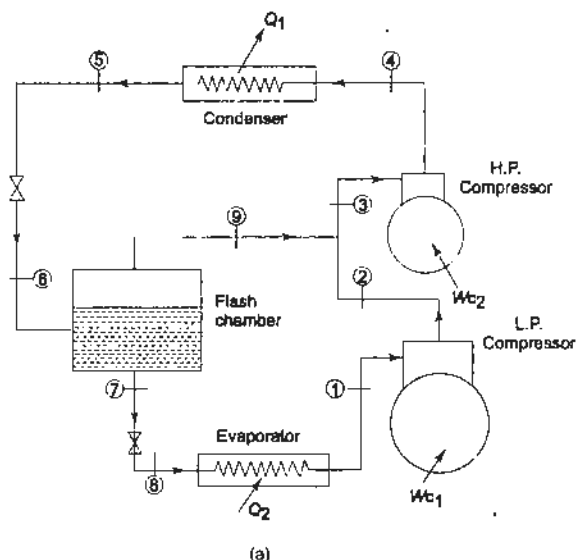 Q1
⑤
④
Condenser
H.P.
Compressor
③
⑨
②
Wc2
⑥
Flash
chamber
L.P.
Compressor
⑦
①
Evaporator
⑧
Q2
Wc1
(a)